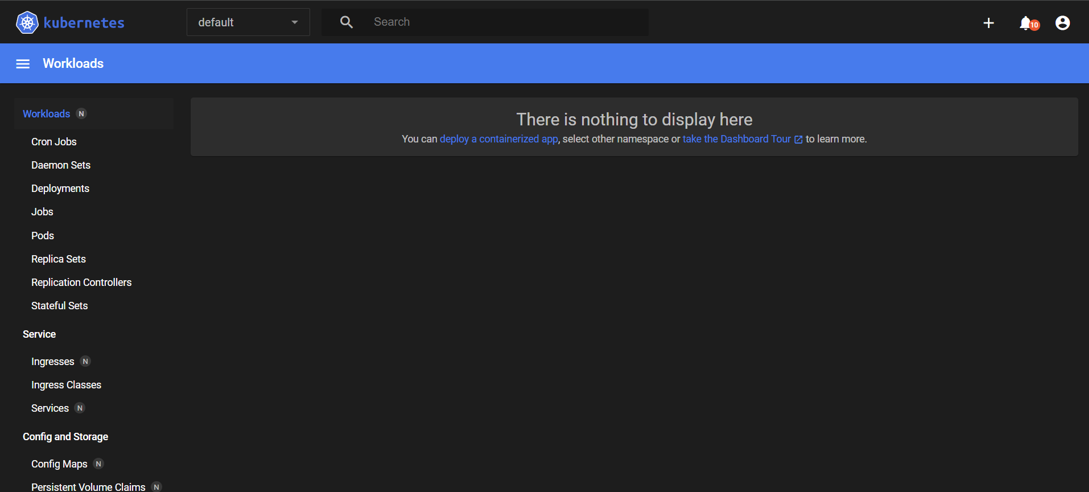 kubernetes
default
Search
10
Workloads
Workloads N
Cron Jobs
Daemon Sets
Deployments
Jobs
Pods
Replica Sets
Replication Controllers
Stateful Sets
Service
Ingresses N
Ingress Classes
Services N
Config and Storage
Config Maps N
Persistent Volume Claims N
There is nothing to display here
You can deploy a containerized app, select other namespace or take the Dashboard Tour to learn more.